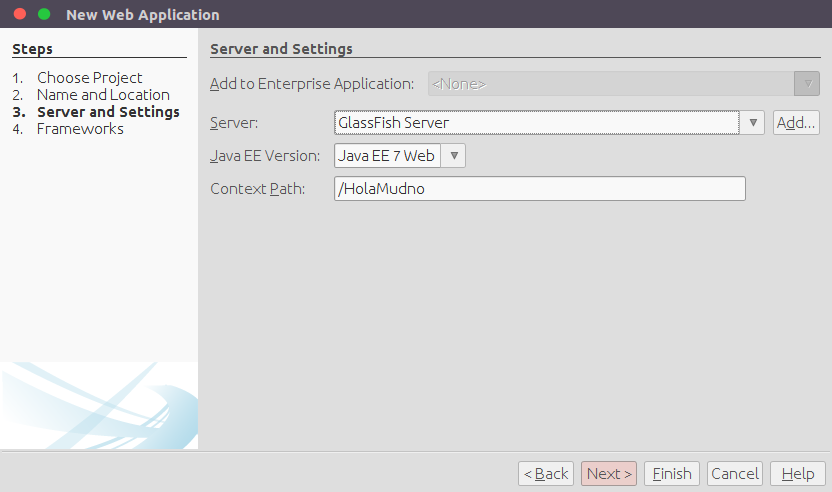 New Web Application
Steps
1. Choose Project
2. Name and Location
3. Server and Settings
4. Frameworks
Server and Settings
Add to Enterprise Application: <None>
Server: GlassFish Server Add...
Java EE Version: Java EE 7 Web
Context Path: /HolaMudno
< Back Next > Finish Cancel Help